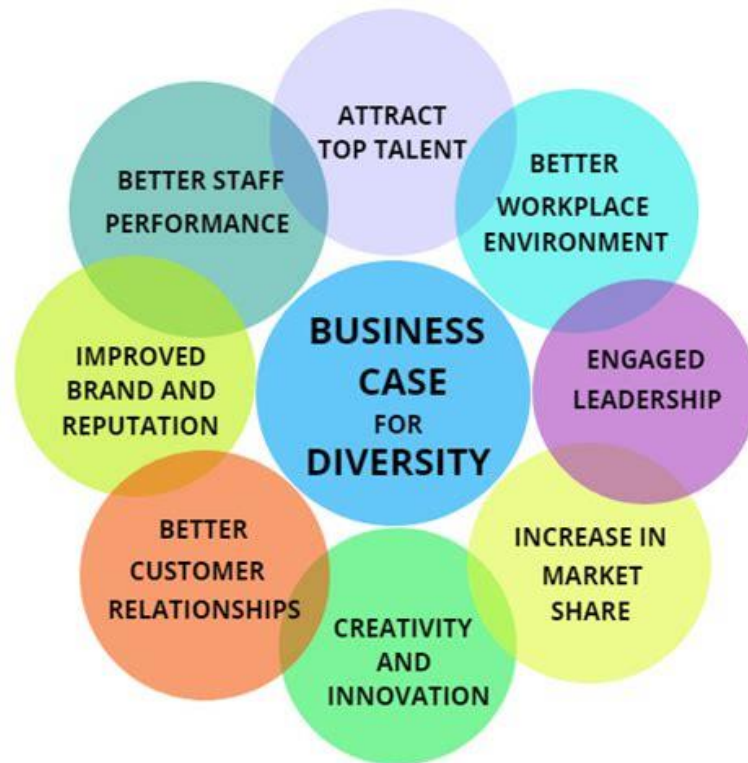 ATTRACT
TOP TALENT
BETTER
WORKPLACE
ENVIRONMENT
ENGAGED
LEADERSHIP
INCREASE IN
MARKET
SHARE
CREATIVITY
AND
INNOVATION
BETTER
CUSTOMER
RELATIONSHIPS
IMPROVED
BRAND AND
REPUTATION
BETTER STAFF
PERFORMANCE
BUSINESS
CASE
FOR
DIVERSITY